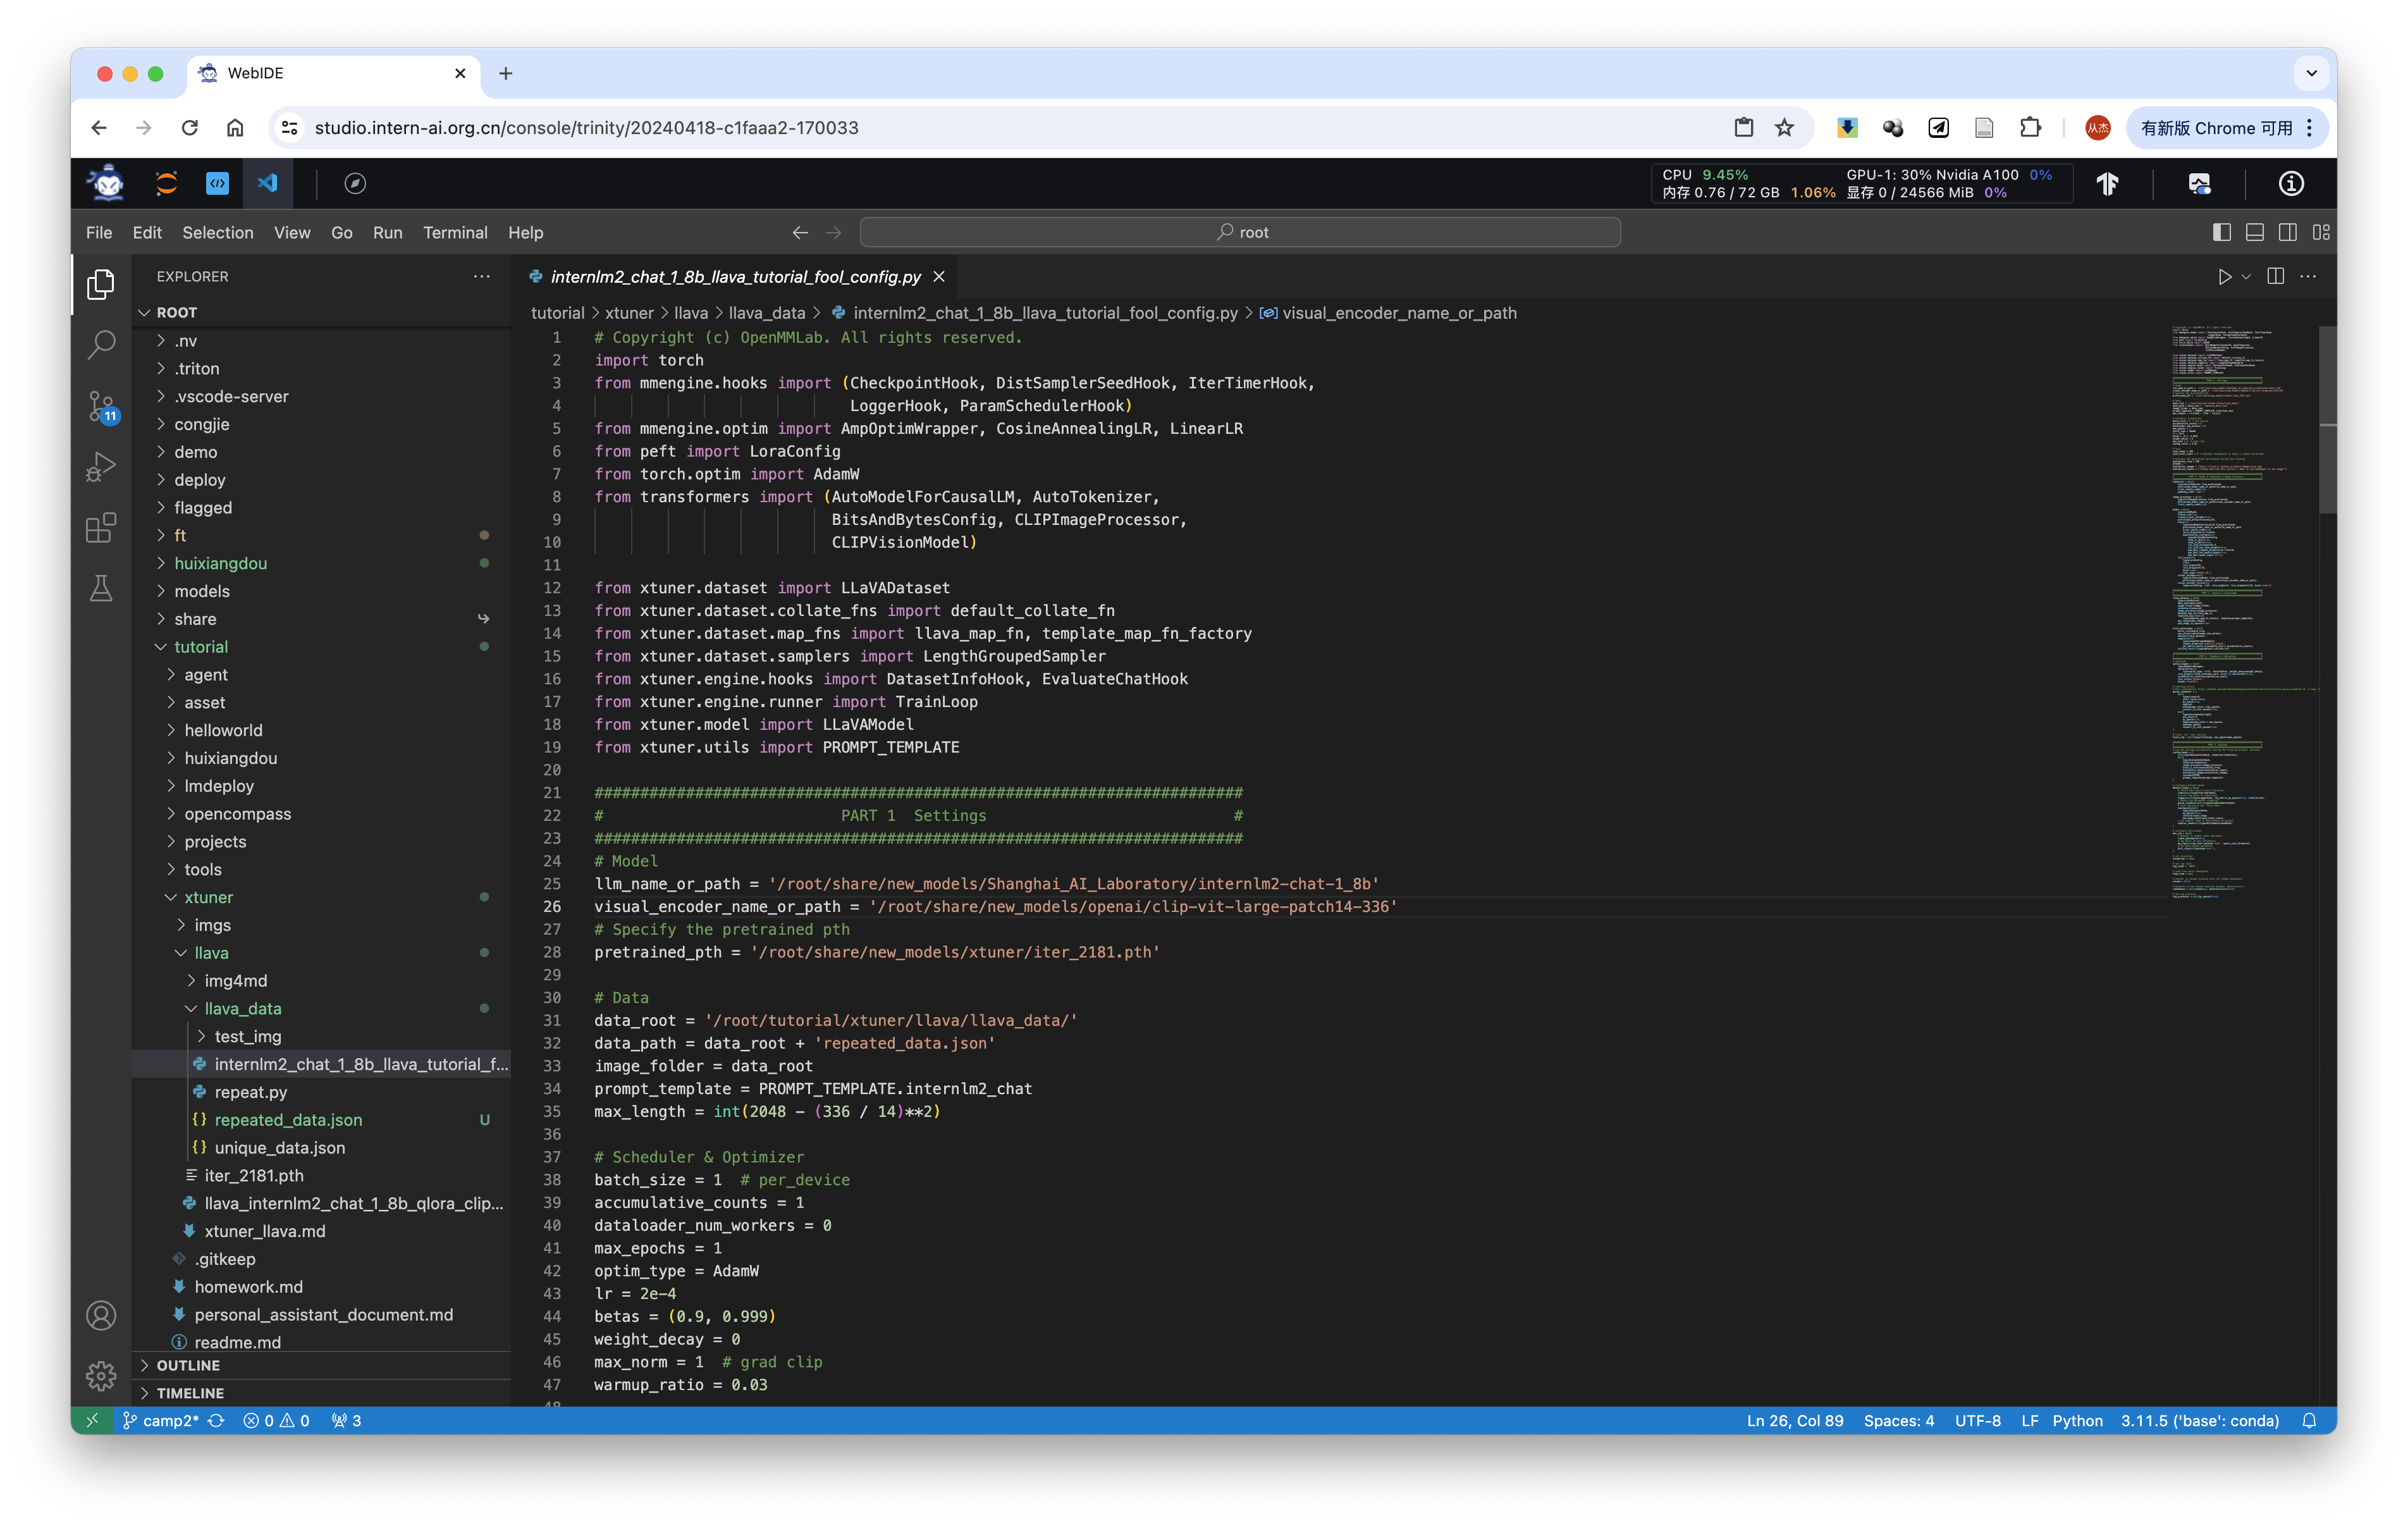 WebIDE
studio.intern-ai.org.cn/console/trinity/20240418-c1faaa2-170033
从杰
有新版 Chrome 可用
CPU 9.45% GPU-1: 30% Nvidia A100 0%
内存 0.76 / 72 GB 1.06% 显存 0 / 24566 MiB 0%
File Edit Selection View Go Run Terminal Help
root
EXPLORER
ROOT
.nv
.triton
.vscode-server
11
congjie
demo
deploy
flagged
ft
huixiangdou
models
share
tutorial
agent
asset
helloworld
huixiangdou
lmdeploy
opencompass
projects
tools
xtuner
imgs
llava
img4md
llava_data
test_img
internlm2_chat_1_8b_llava_tutorial_f...
repeat.py
repeated_data.json U
unique_data.json
iter_2181.pth
llava_internlm2_chat_1_8b_qlora_clip...
xtuner_llava.md
.gitkeep
homework.md
personal_assistant_document.md
readme.md
OUTLINE
TIMELINE
internlm2_chat_1_8b_llava_tutorial_fool_config.py
tutorial > xtuner > llava > llava_data > internlm2_chat_1_8b_llava_tutorial_fool_config.py > visual_encoder_name_or_path
1 # Copyright (c) OpenMMLab. All rights reserved.
2 import torch
3 from mmengine.hooks import (CheckpointHook, DistSamplerSeedHook, IterTimerHook,
4 LoggerHook, ParamSchedulerHook)
5 from mmengine.optim import AmpOptimWrapper, CosineAnnealingLR, LinearLR
6 from peft import LoraConfig
7 from torch.optim import AdamW
8 from transformers import (AutoModelForCausalLM, AutoTokenizer,
9 BitsAndBytesConfig, CLIPImageProcessor,
10 CLIPVisionModel)
11
12 from xtuner.dataset import LLaVADataset
13 from xtuner.dataset.collate_fns import default_collate_fn
14 from xtuner.dataset.map_fns import llava_map_fn, template_map_fn_factory
15 from xtuner.dataset.samplers import LengthGroupedSampler
16 from xtuner.engine.hooks import DatasetInfoHook, EvaluateChatHook
17 from xtuner.engine.runner import TrainLoop
18 from xtuner.model import LLaVAModel
19 from xtuner.utils import PROMPT_TEMPLATE
20
21 #######################################################################
22 # PART 1 Settings #
23 #######################################################################
24 # Model
25 llm_name_or_path = '/root/share/new_models/Shanghai_AI_Laboratory/internlm2-chat-1_8b'
26 visual_encoder_name_or_path = '/root/share/new_models/openai/clip-vit-large-patch14-336'
27 # Specify the pretrained pth
28 pretrained_pth = '/root/share/new_models/xtuner/iter_2181.pth'
29
30 # Data
31 data_root = '/root/tutorial/xtuner/llava/llava_data/'
32 data_path = data_root + 'repeated_data.json'
33 image_folder = data_root
34 prompt_template = PROMPT_TEMPLATE.internlm2_chat
35 max_length = int(2048 - (336 / 14)**2)
36
37 # Scheduler & Optimizer
38 batch_size = 1 # per_device
39 accumulative_counts = 1
40 dataloader_num_workers = 0
41 max_epochs = 1
42 optim_type = AdamW
43 lr = 2e-4
44 betas = (0.9, 0.999)
45 weight_decay = 0
46 max_norm = 1 # grad clip
47 warmup_ratio = 0.03
48
camp2* 0 0 3
Ln 26, Col 89 Spaces: 4 UTF-8 LF Python 3.11.5 ('base': conda)